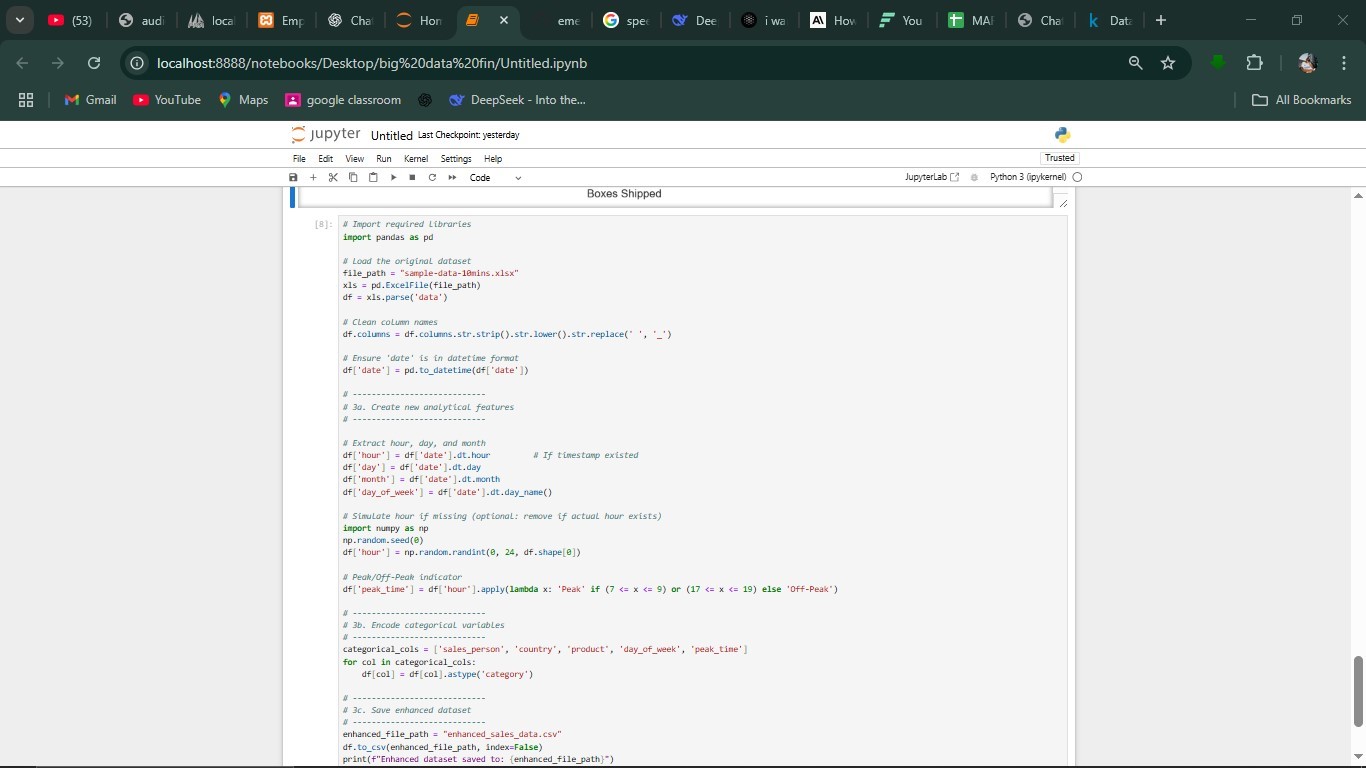 (53)
audi
local
Emp
Cha
Hon
eme
spec
Dee
i wa
How
You
MAI
Cha
Data
localhost:8888/notebooks/Desktop/big%20data%20fin/Untitled.ipynb
Gmail YouTube Maps google classroom DeepSeek - Into the... All Bookmarks
jupyter Untitled Last Checkpoint: yesterday
File Edit View Run Kernel Settings Help Trusted
Code JupyterLab Python 3 (ipykernel)
Boxes Shipped
[8]: # Import required libraries
import pandas as pd
# Load the original dataset
file_path = "sample-data-10mins.xlsx"
xls = pd.ExcelFile(file_path)
df = xls.parse('data')
# Clean column names
df.columns = df.columns.str.strip().str.lower().str.replace(' ', '_')
# Ensure 'date' is in datetime format
df['date'] = pd.to_datetime(df['date'])
# ---------------------------
# 3a. Create new analytical features
# ---------------------------
# Extract hour, day, and month
df['hour'] = df['date'].dt.hour # If timestamp existed
df['day'] = df['date'].dt.day
df['month'] = df['date'].dt.month
df['day_of_week'] = df['date'].dt.day_name()
# Simulate hour if missing (optional: remove if actual hour exists)
import numpy as np
np.random.seed(0)
df['hour'] = np.random.randint(0, 24, df.shape[0])
# Peak/Off-Peak indicator
df['peak_time'] = df['hour'].apply(lambda x: 'Peak' if (7 <= x <= 9) or (17 <= x <= 19) else 'Off-Peak')
# ---------------------------
# 3b. Encode categorical variables
# ---------------------------
categorical_cols = ['sales_person', 'country', 'product', 'day_of_week', 'peak_time']
for col in categorical_cols:
    df[col] = df[col].astype('category')
# ---------------------------
# 3c. Save enhanced dataset
# ---------------------------
enhanced_file_path = "enhanced_sales_data.csv"
df.to_csv(enhanced_file_path, index=False)
print(f"Enhanced dataset saved to: {enhanced_file_path}")